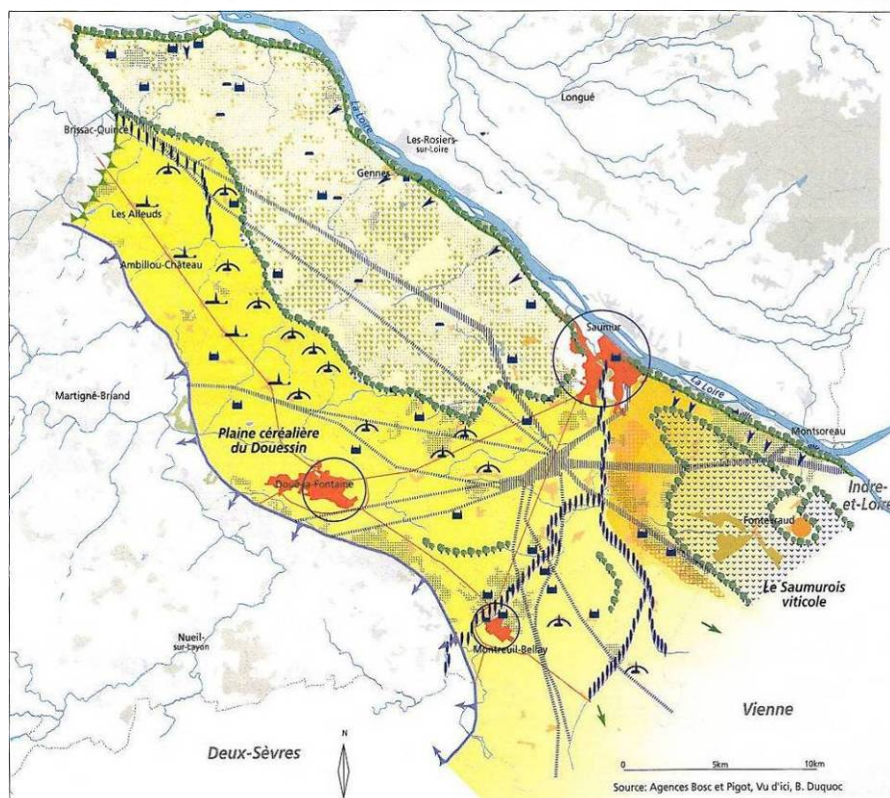 La Loire
Longué
Brissac-Quincé
Les-Rosiers-
sur-Loire
Gennes
Les Alleuds
Ambillou-Château
Saumur
Martigné-Briand
La Loire
Plaine céréalière
du Douessin
Montsoreau
Doué-la-Fontaine
Indre-
et-Loire
Fontevraud
Le Saumurois
viticole
Nueil-
sur-Layon
Montreuil-Bellay
Vienne
Deux-Sèvres
N
0 5km 10km
Source: Agences Bosc et Pigot, Vu d'ici, B. Duquoc